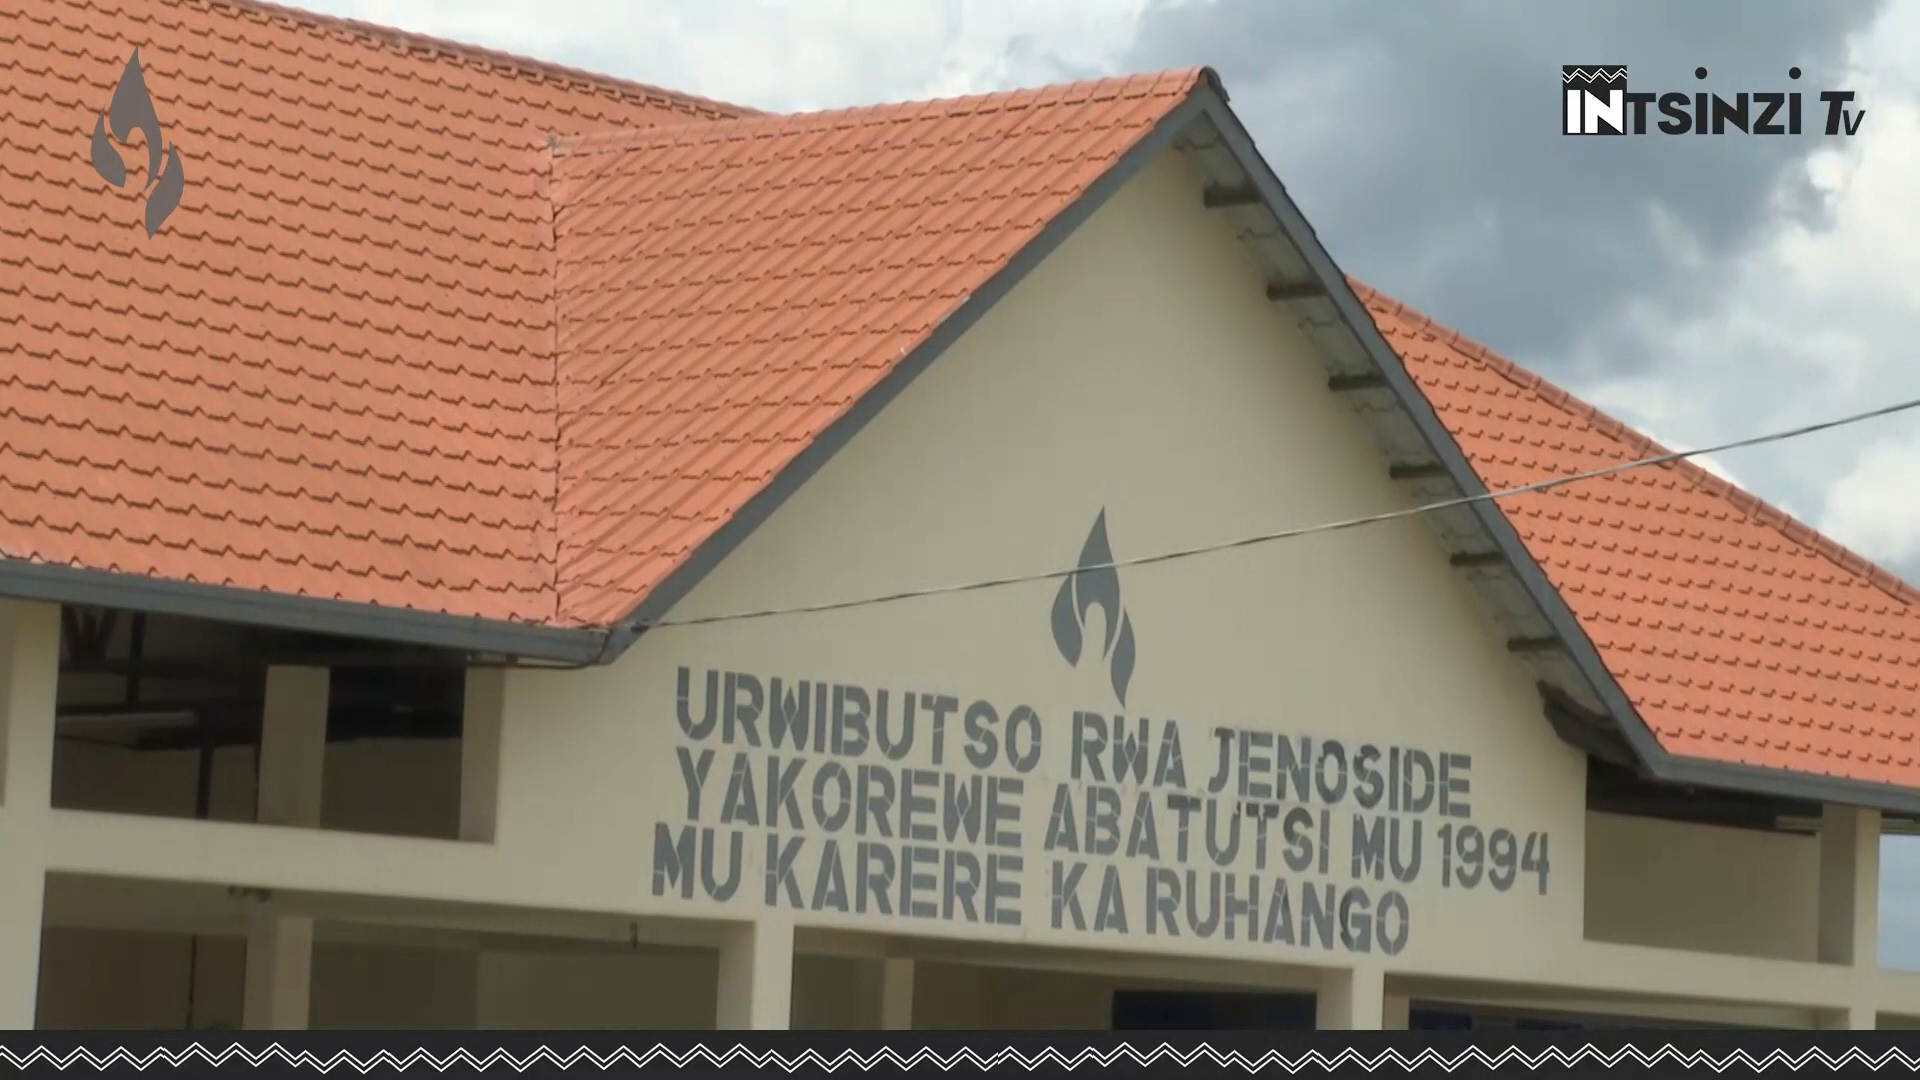 INTSINZI TV
URWIBUTSO RWA JENOSIDE
YAKOREWE ABATUTSI MU 1994
MU KARERE KA RUHANGO